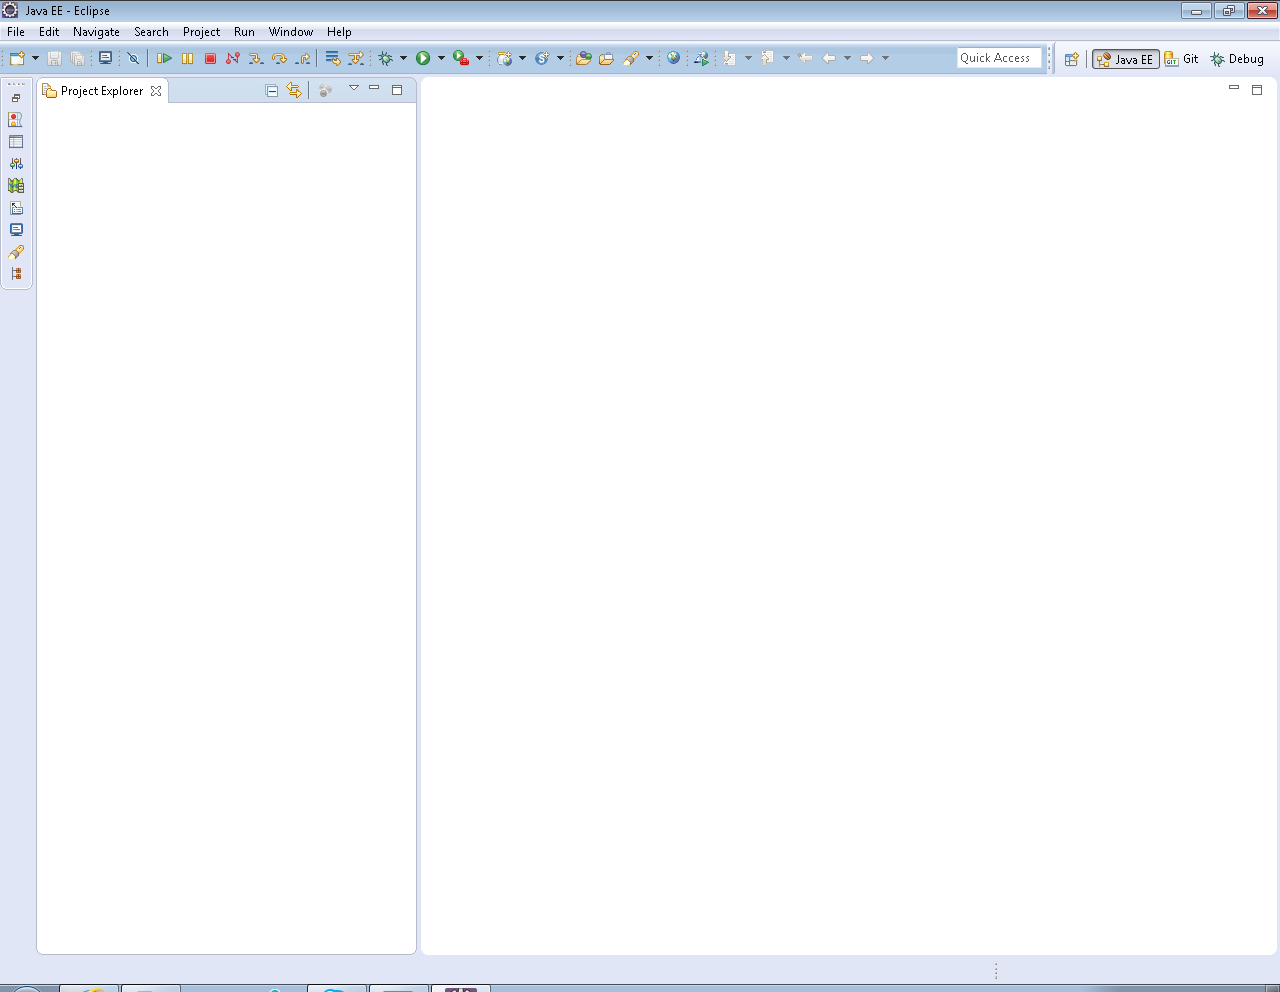 Java EE - Eclipse
File Edit Navigate Search Project Run Window Help
Quick Access Java EE GIT Git Debug
Project Explorer